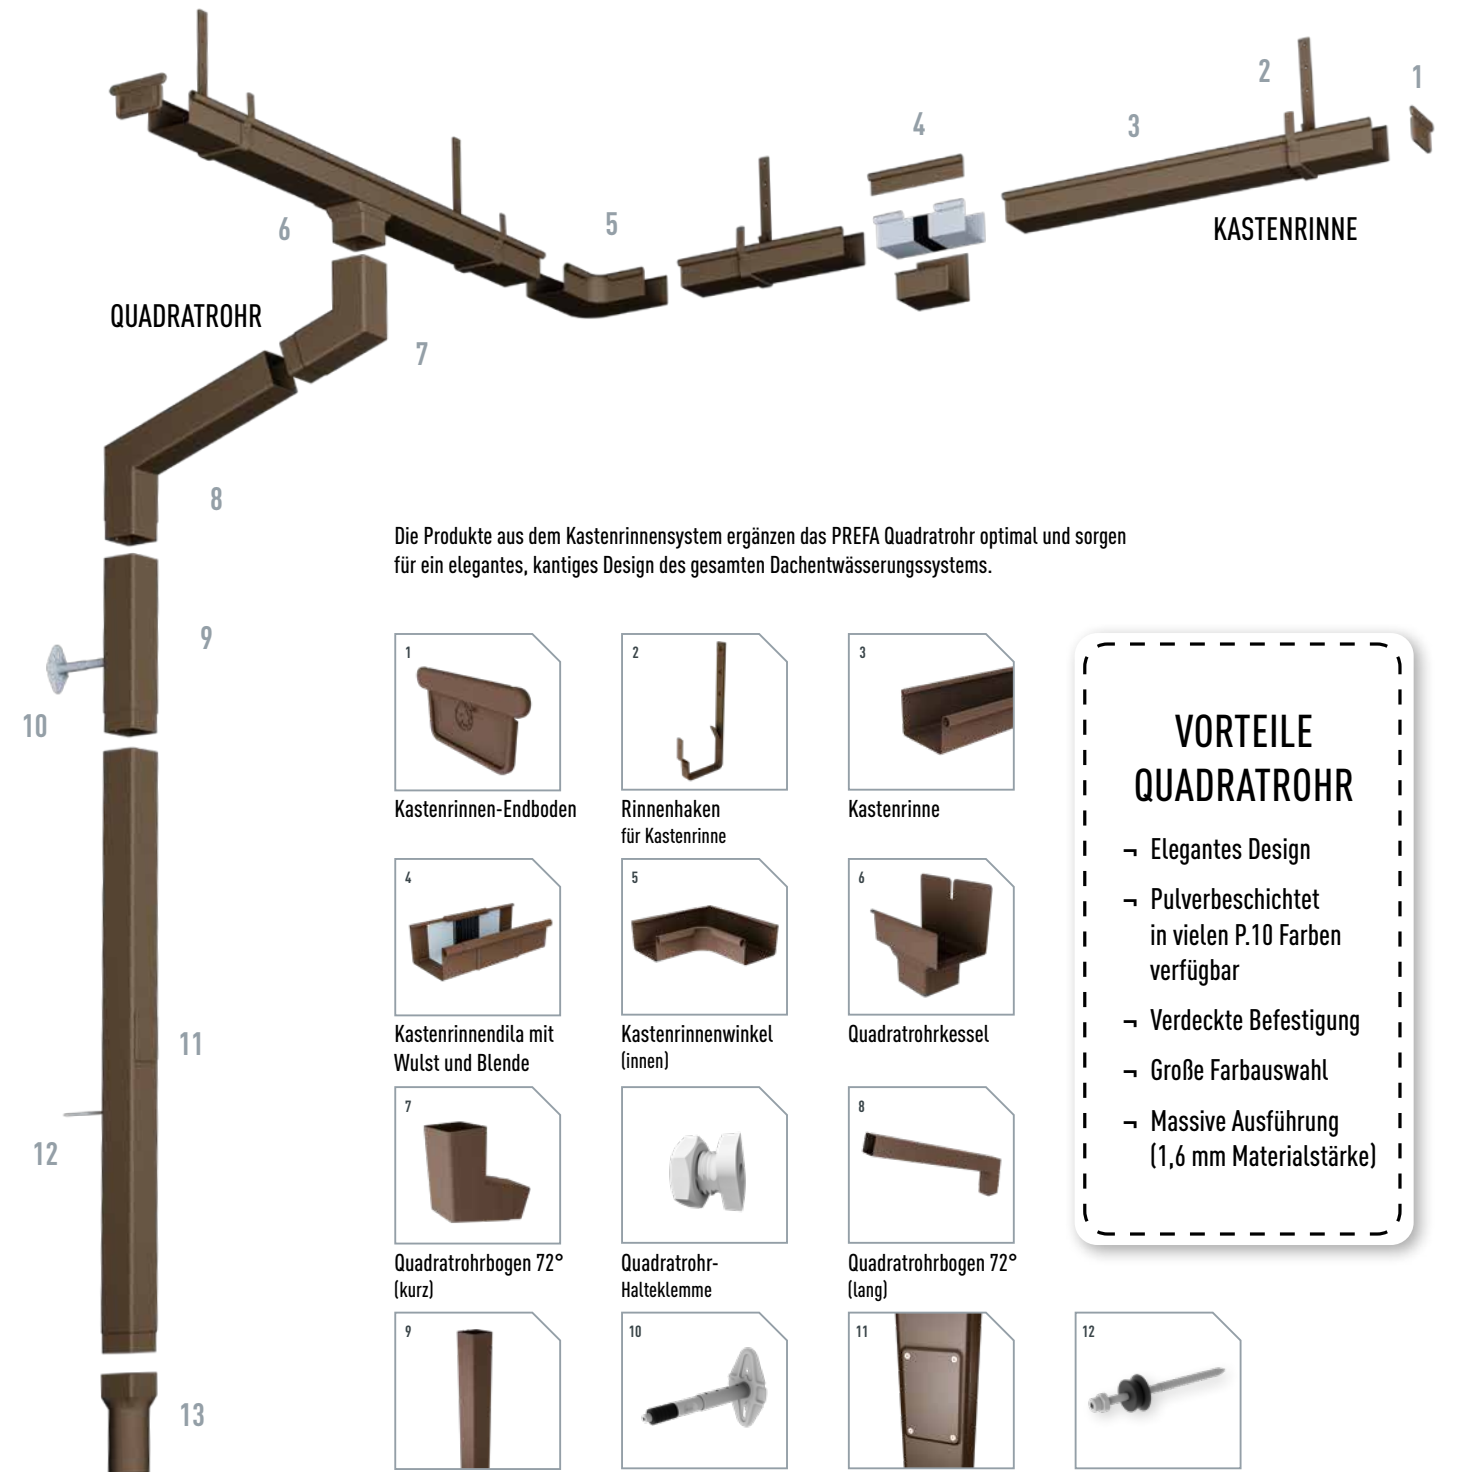 2
1
4
3
5
6
KASTENRINNE
QUADRATROHR
7
8
Die Produkte aus dem Kastenrinnensystem ergänzen das PREFA Quadratrohr optimal und sorgen
für ein elegantes, kantiges Design des gesamten Dachentwässerungssystems.
9
10
11
12
13
1
Kastenrinnen-Endboden
2
Rinnenhaken
für Kastenrinne
3
Kastenrinne
4
Kastenrinnendila mit
Wulst und Blende
5
Kastenrinnenwinkel
(innen)
6
Quadratrohrkessel
7
Quadratrohrbogen 72°
(kurz)
Quadratrohr-
Halteklemme
8
Quadratrohrbogen 72°
(lang)
9
10
11
12
VORTEILE
QUADRATROHR
¬ Elegantes Design
¬ Pulverbeschichtet
in vielen P.10 Farben
verfügbar
¬ Verdeckte Befestigung
¬ Große Farbauswahl
¬ Massive Ausführung
(1,6 mm Materialstärke)